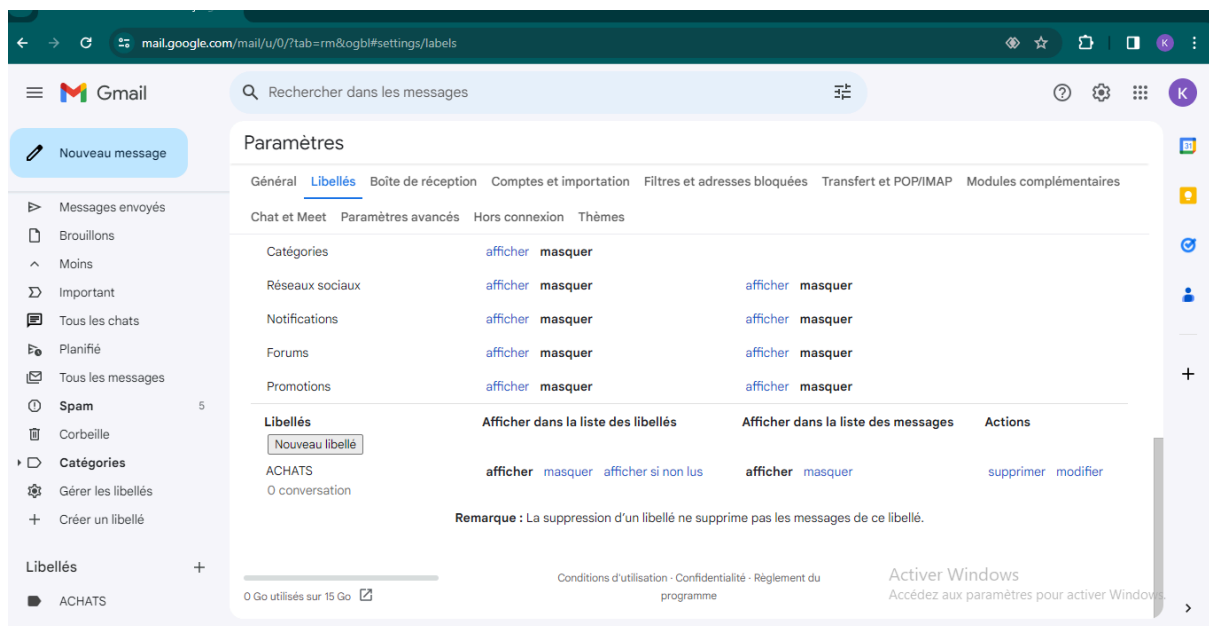 mail.google.com/mail/u/0/?tab=rm&ogbl#settings/labels
K
Gmail
Rechercher dans les messages
K
Nouveau message
Messages envoyés
Brouillons
Moins
Important
Tous les chats
Planifié
Tous les messages
Spam 5
Corbeille
Catégories
Gérer les libellés
Créer un libellé
Libellés
ACHATS
Paramètres
Général Libellés Boîte de réception Comptes et importation Filtres et adresses bloquées Transfert et POP/IMAP Modules complémentaires
Chat et Meet Paramètres avancés Hors connexion Thèmes
Catégories afficher masquer
Réseaux sociaux afficher masquer afficher masquer
Notifications afficher masquer afficher masquer
Forums afficher masquer afficher masquer
Promotions afficher masquer afficher masquer
Libellés Afficher dans la liste des libellés Afficher dans la liste des messages Actions
Nouveau libellé
ACHATS afficher masquer afficher si non lus afficher masquer supprimer modifier
0 conversation
Remarque : La suppression d'un libellé ne supprime pas les messages de ce libellé.
0 Go utilisés sur 15 Go
Conditions d'utilisation · Confidentialité · Règlement du
programme
Activer Windows
Accédez aux paramètres pour activer Windows.
31